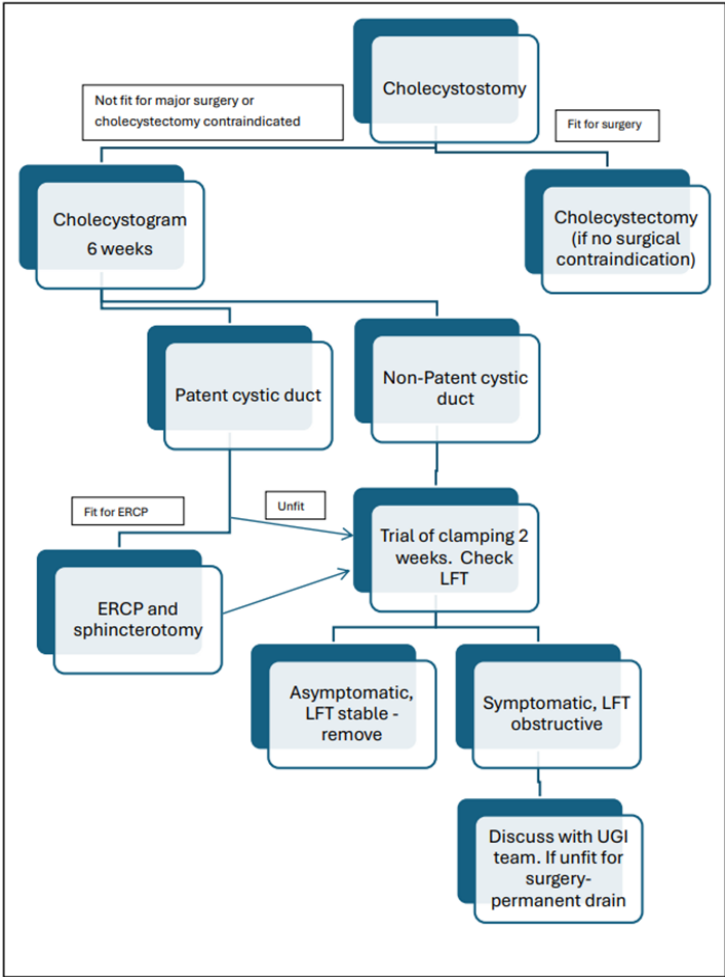 Cholecystostomy
Not fit for major surgery or
cholecystectomy contraindicated
Fit for surgery
Cholecystogram
6 weeks
Cholecystectomy
(if no surgical
contraindication)
Patent cystic duct
Non-Patent cystic
duct
Fit for ERCP
Unfit
Trial of clamping 2
weeks. Check
LFT
ERCP and
sphincterotomy
Asymptomatic,
LFT stable -
remove
Symptomatic, LFT
obstructive
Discuss with UGI
team. If unfit for
surgery-
permanent drain